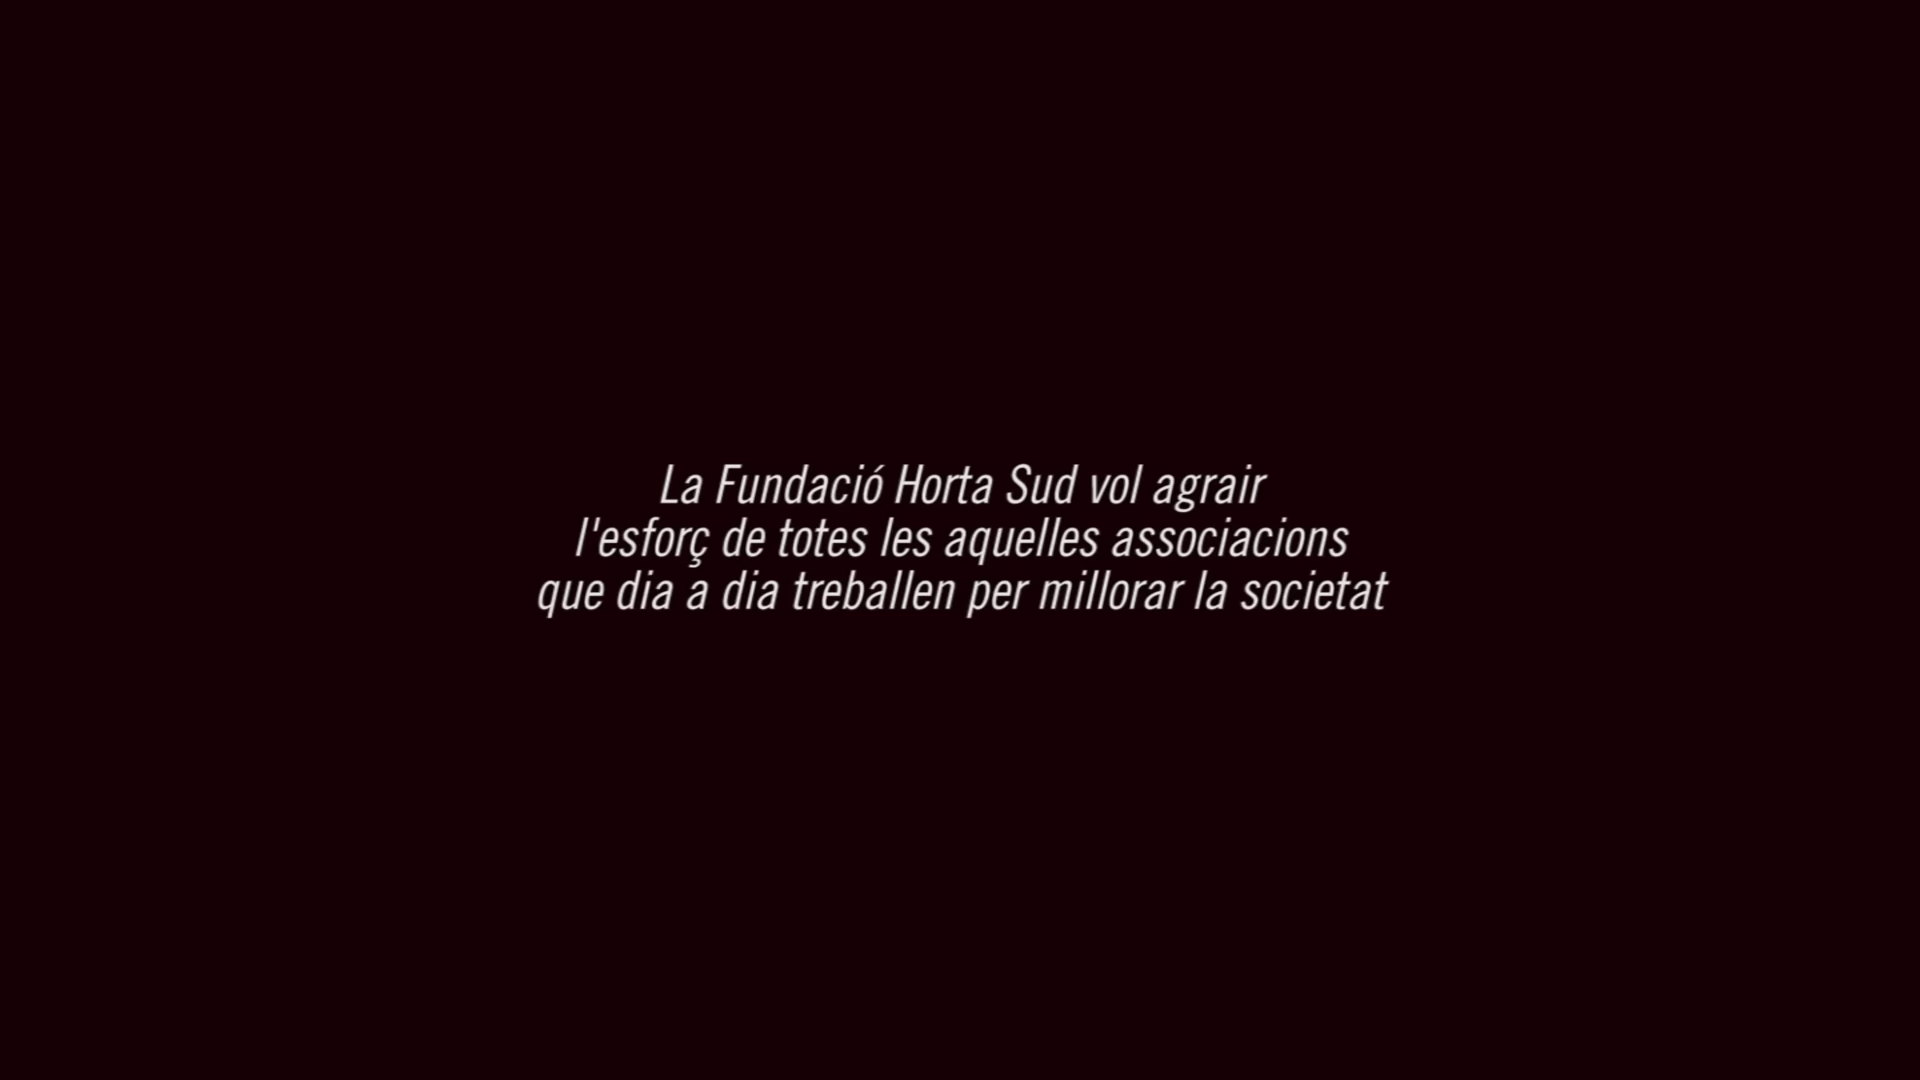 La Fundació Horta Sud vol agrair
l'esforç de totes les aquelles associacions
que dia a dia treballen per millorar la societat